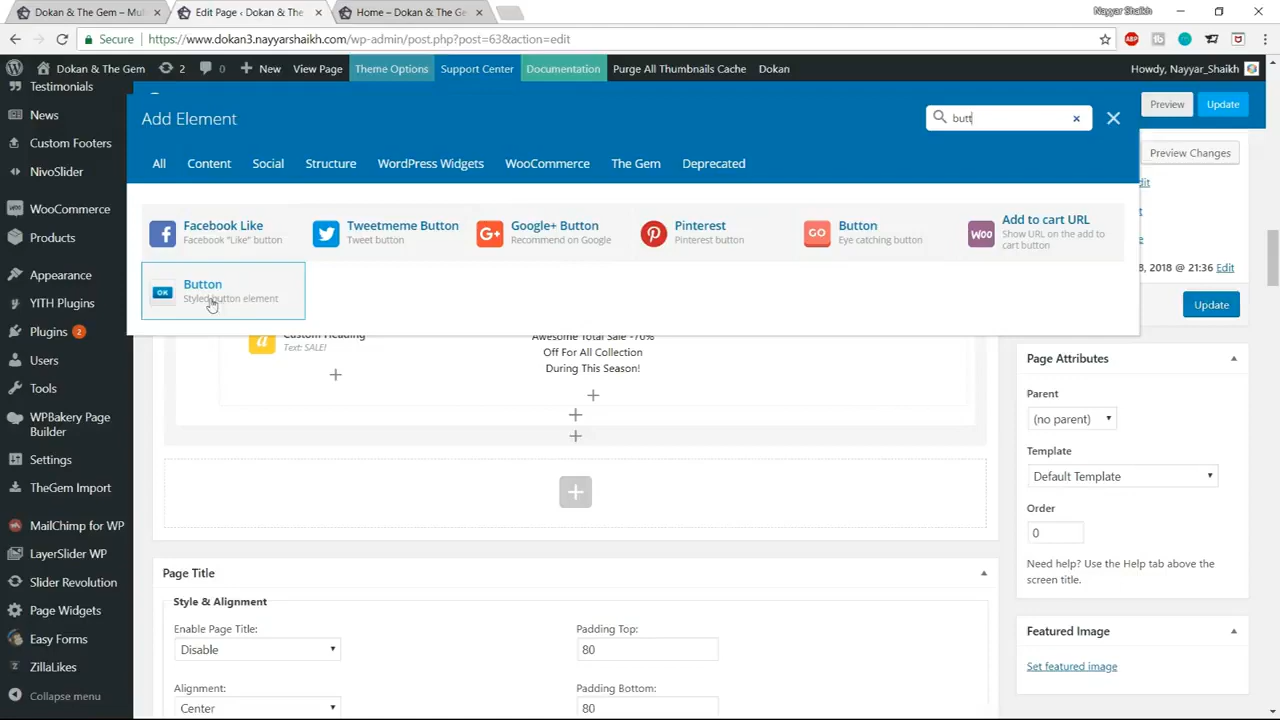 Dokan & The Gem – Mul
Edit Page ‹ Dokan & The
Home – Dokan & The Ge
Nayyar Shaikh
Secure
https://www.dokan3.nayyarshaikh.com/wp-admin/post.php?post=63&action=edit
ABP
Dokan & The Gem
2
0
New
View Page
Theme Options
Support Center
Documentation
Purge All Thumbnails Cache
Dokan
Howdy, Nayyar_Shaikh
Testimonials
News
Custom Footers
NivoSlider
WooCommerce
Products
Appearance
YITH Plugins
Plugins 2
Users
Tools
WPBakery Page
Builder
Settings
TheGem Import
MailChimp for WP
LayerSlider WP
Slider Revolution
Page Widgets
Easy Forms
ZillaLikes
Collapse menu
Add Element
butt
Preview
Update
All
Content
Social
Structure
WordPress Widgets
WooCommerce
The Gem
Deprecated
Facebook Like
Facebook "Like" button
Tweetmeme Button
Tweet button
G+
Google+ Button
Recommend on Google
Pinterest
Pinterest button
GO
Button
Eye catching button
WOO
Add to cart URL
Show URL on the add to
cart button
OK
Button
Styled button element
Custom Heading
Text: SALE!
Awesome Total Sale -70%
Off For All Collection
During This Season!
Page Title
Style & Alignment
Enable Page Title:
Disable
Padding Top:
80
Alignment:
Center
Padding Bottom:
80
Preview Changes
dit
8, 2018 @ 21:36 Edit
Update
Page Attributes
Parent
(no parent)
Template
Default Template
Order
0
Need help? Use the Help tab above the
screen title.
Featured Image
Set featured image